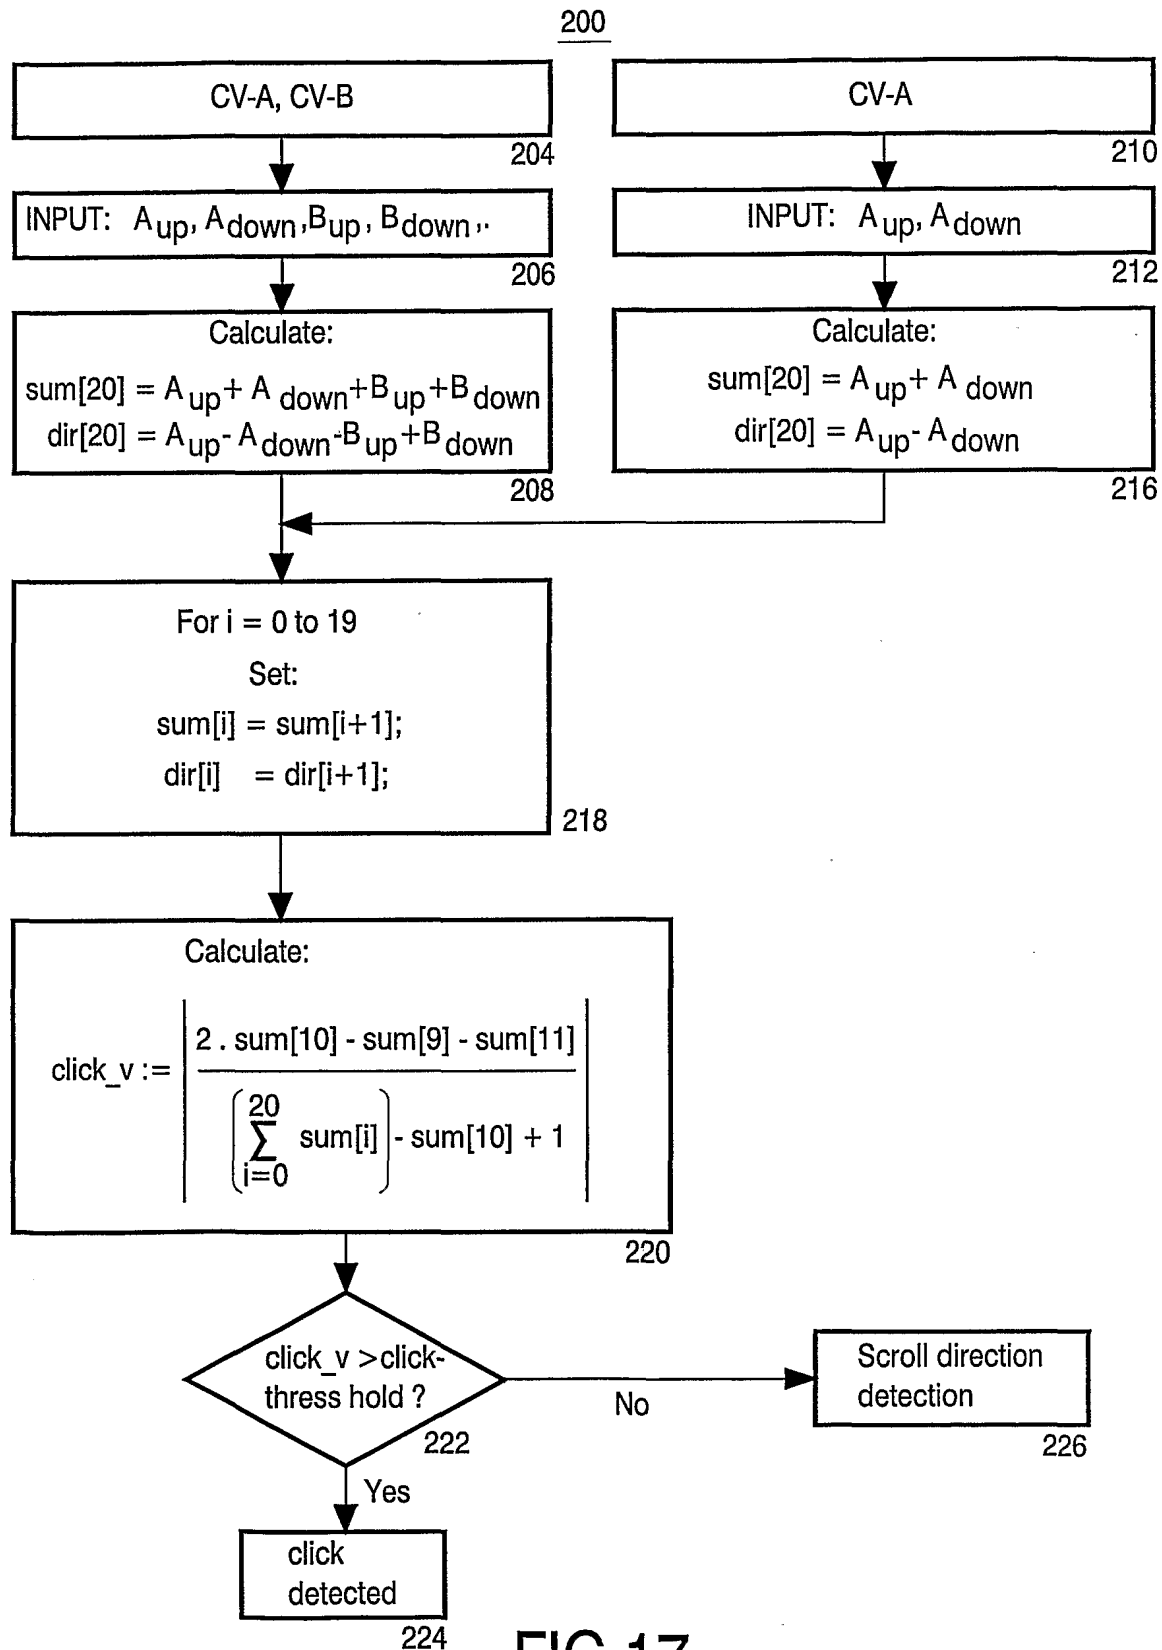 200
CV-A, CV-B
204
INPUT: Aup, Adown,Bup, Bdown,.
206
Calculate:
sum[20] = Aup+ A down+Bup+Bdown
dir[20] = Aup- Adown-Bup+Bdown
208
CV-A
210
INPUT: Aup, Adown
212
Calculate:
sum[20] = Aup+ A down
dir[20] = Aup- Adown
216
For i = 0 to 19
Set:
sum[i] = sum[i+1];
dir[i] = dir[i+1];
218
Calculate:
click_v := | 2 . sum[10] - sum[9] - sum[11] |
20
( ∑ sum[i] ) - sum[10] + 1
i=0
220
click_v >click-
thress hold ?
222
No
Scroll direction
detection
226
Yes
click
detected
224
FIG.17